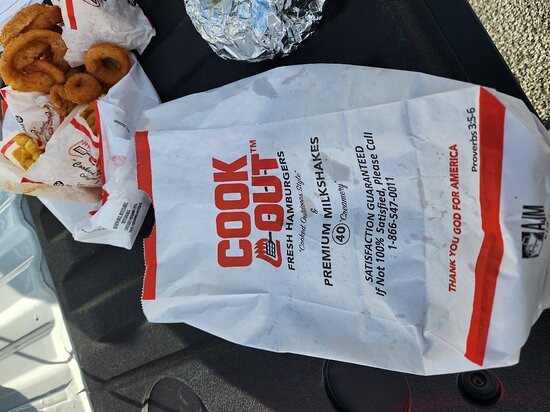 COOK
OUT™
FRESH HAMBURGERS
"Cooked Outdoors Style"
&
PREMIUM MILKSHAKES
40 "Creamery"
SATISFACTION GUARANTEED
If Not 100% Satisfied, Please Call
1-866-547-0011
THANK YOU GOD FOR AMERICA
Proverbs 3:5-6
AJM